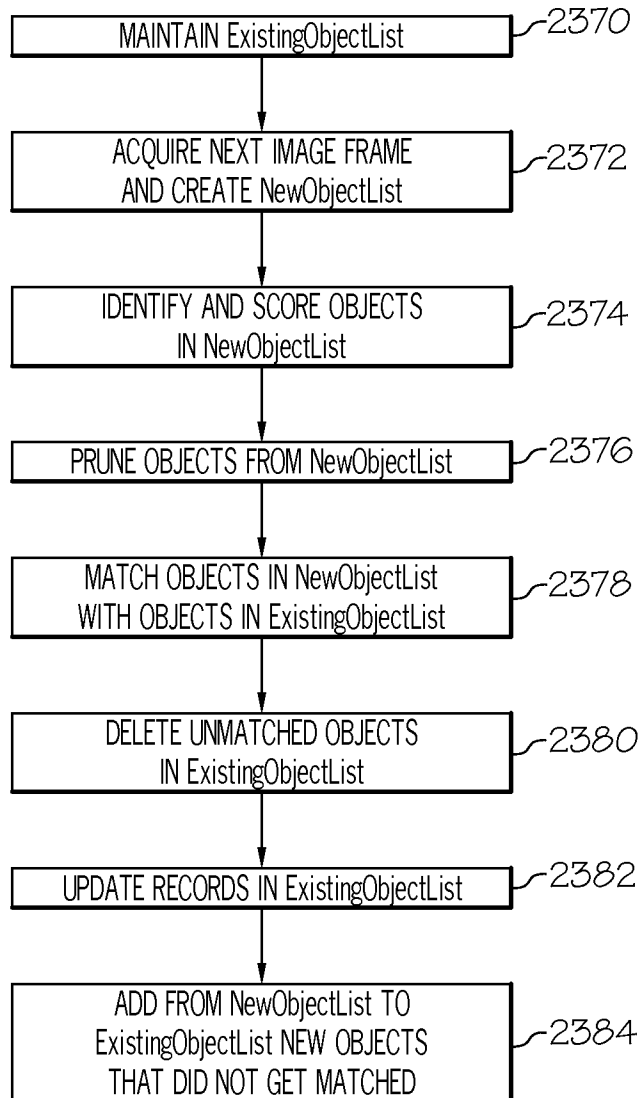 MAINTAIN ExistingObjectList
2370
ACQUIRE NEXT IMAGE FRAME
AND CREATE NewObjectList
2372
IDENTIFY AND SCORE OBJECTS
IN NewObjectList
2374
PRUNE OBJECTS FROM NewObjectList
2376
MATCH OBJECTS IN NewObjectList
WITH OBJECTS IN ExistingObjectList
2378
DELETE UNMATCHED OBJECTS
IN ExistingObjectList
2380
UPDATE RECORDS IN ExistingObjectList
2382
ADD FROM NewObjectList TO
ExistingObjectList NEW OBJECTS
THAT DID NOT GET MATCHED
2384